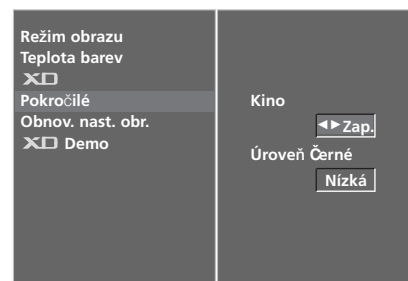 Režim obrazu
Teplota barev
XD
Pokročilé
Obnov. nast. obr.
XD Demo
Kino
◄► Zap.
Úroveň Černé
Nízká